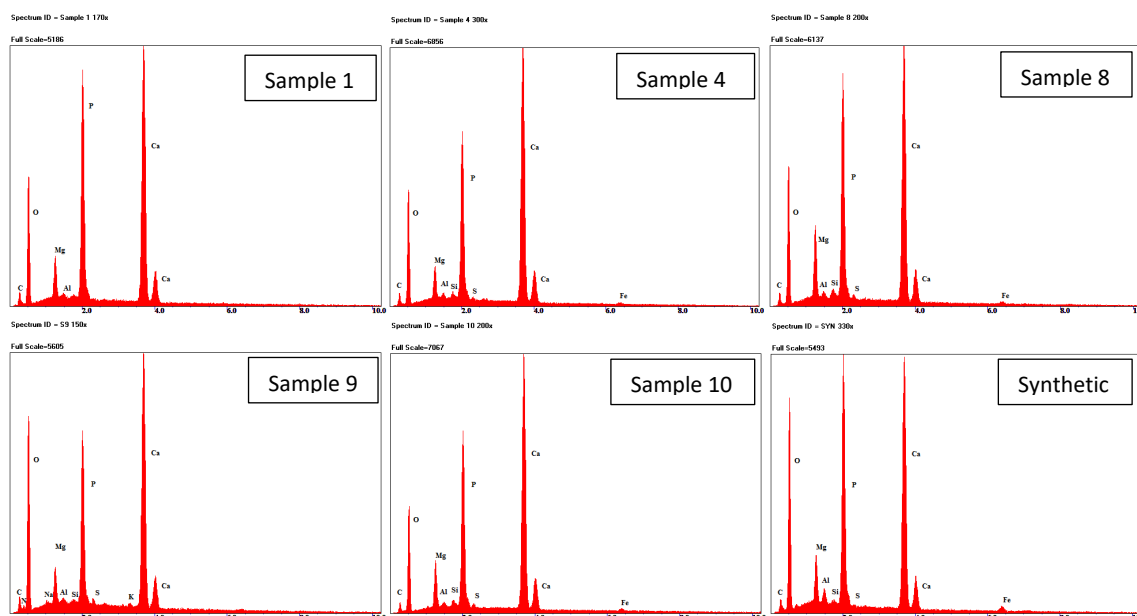 Spectrum ID = Sample 1 170x
Full Scale=5186
Sample 1
P
Ca
O
Mg
Ca
C
Al
2.0 4.0 6.0 8.0 10.0
Spectrum ID = Sample 4 300x
Full Scale=6856
Sample 4
Ca
P
O
Mg
Ca
C
Al
Si
S
Fe
2.0 4.0 6.0 8.0 10.0
Spectrum ID = Sample 8 200x
Full Scale=6137
Sample 8
Ca
P
O
Mg
Ca
C
Al
Si
S
Fe
2.0 4.0 6.0 8.0 10.0
Spectrum ID = S9 150x
Full Scale=5605
Sample 9
Ca
O
P
Mg
Ca
C
N
Na
Al
Si
S
K
Spectrum ID = Sample 10 200x
Full Scale=7067
Sample 10
Ca
P
O
Mg
Ca
C
Al
Si
S
Fe
Spectrum ID = SYN 330x
Full Scale=5493
Synthetic
Ca
O
P
Mg
Al
Ca
C
Si
S
Fe